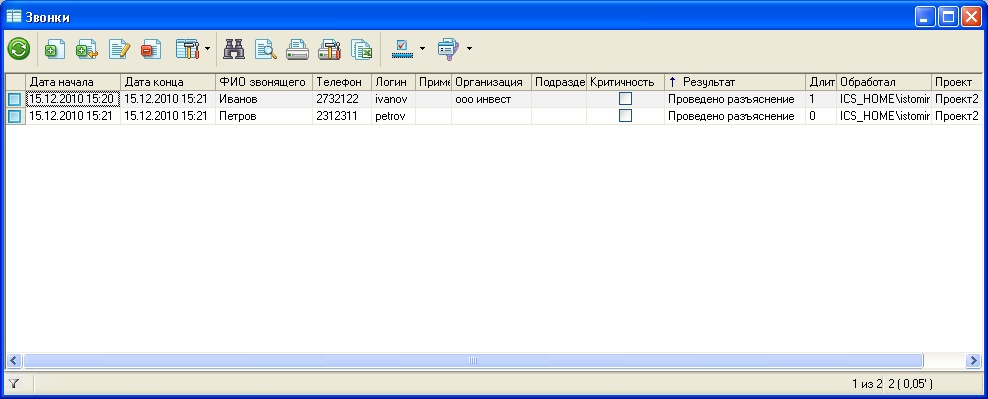 Звонки
Дата начала Дата конца ФИО звонящего Телефон Логин Приме Организация Подразде Критичность Результат Длит Обработал Проект
15.12.2010 15:20 15.12.2010 15:21 Иванов 2732122 ivanov ооо инвест Проведено разъяснение 1 ICS_HOME\istomir Проект2
15.12.2010 15:21 15.12.2010 15:21 Петров 2312311 petrov Проведено разъяснение 0 ICS_HOME\istomir Проект2
1 из 2 2 ( 0,05' )